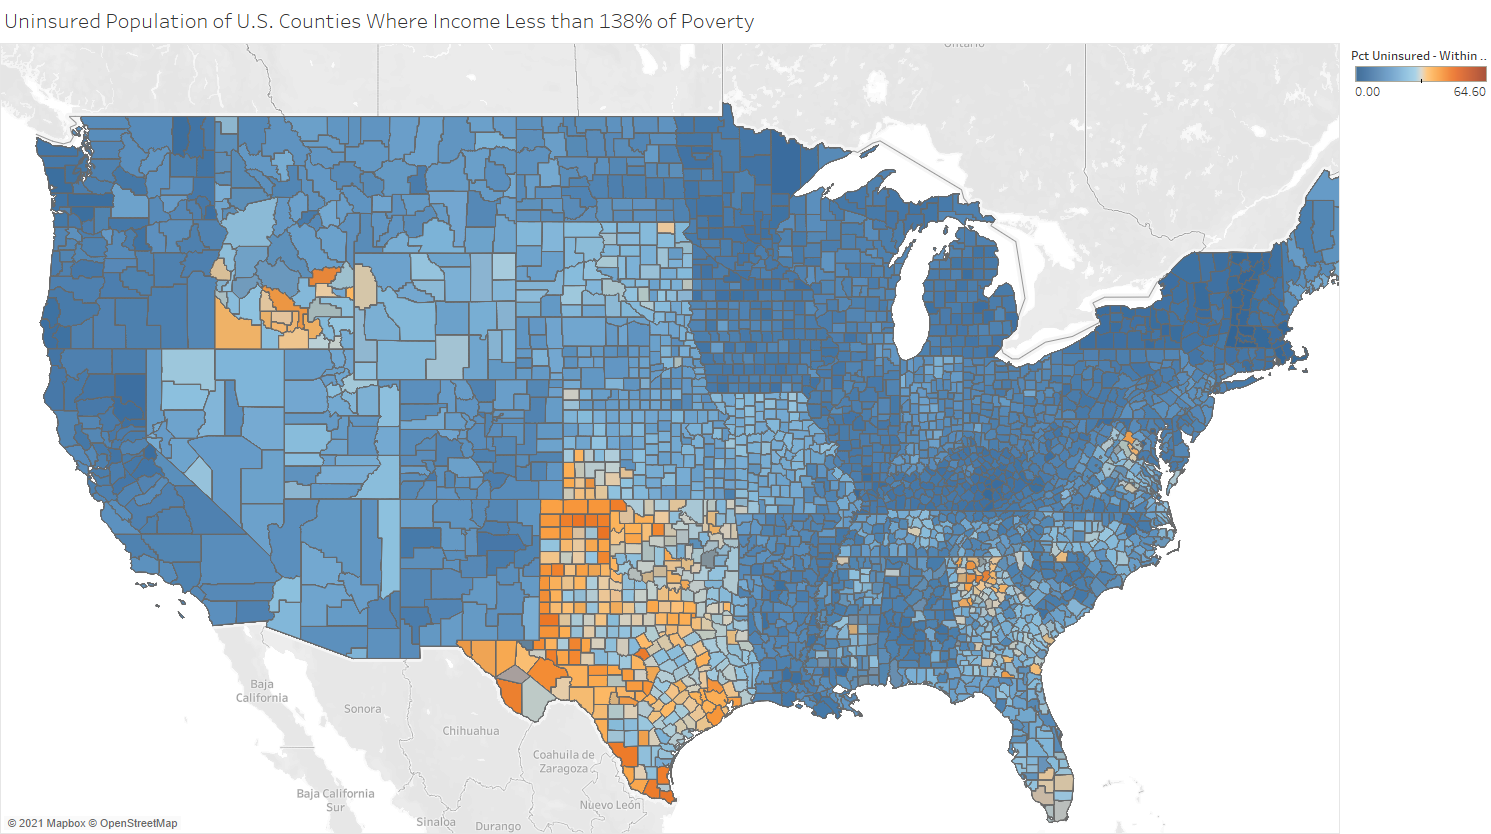 Uninsured Population of U.S. Counties Where Income Less than 138% of Poverty
Pct Uninsured - Within ..
0.00 64.60
Ontario
Baja
California
Sonora
Chihuahua
Coahuila de
Zaragoza
Baja California
Sur
Nuevo León
Sinaloa
Durango
© 2021 Mapbox © OpenStreetMap